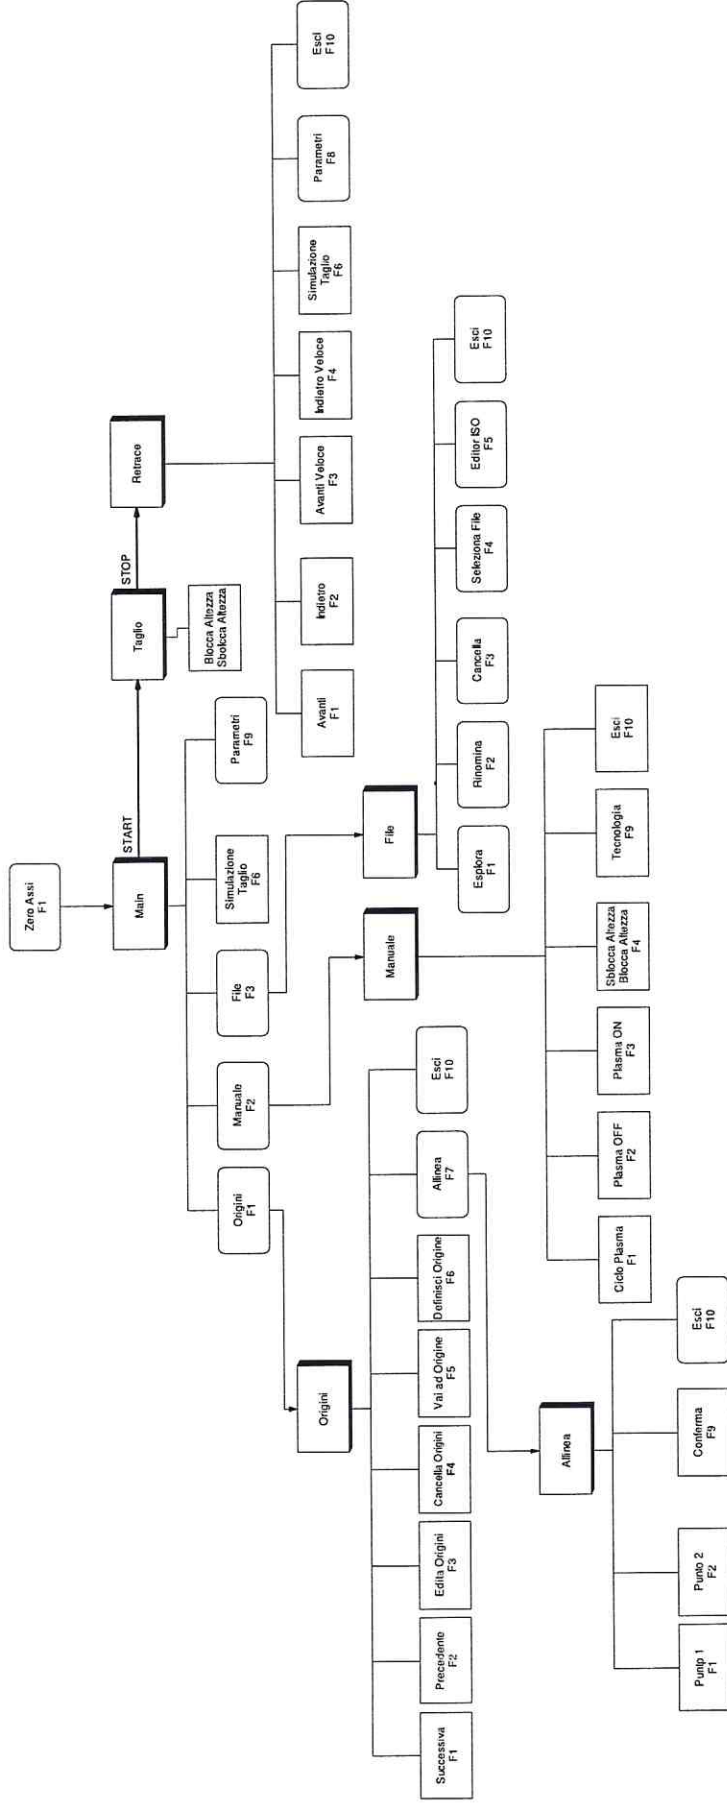 Zero Assi
F1
Main
START
Taglio
STOP
Retrace
Blocca Altezza
Sbolcca Altezza
Origini
F1
Manuale
F2
File
F3
Simulazione
Taglio
F6
Parametri
F9
Avanti
F1
Indietro
F2
Avanti Veloce
F3
Indietro Veloce
F4
Simulazione
Taglio
F6
Parametri
F8
Esci
F10
Origini
Manuale
File
Successiva
F1
Precedente
F2
Edita Origini
F3
Cancella Origini
F4
Vai ad Origine
F5
Definisci Origine
F6
Allinea
F7
Esci
F10
Esplora
F1
Rinomina
F2
Cancella
F3
Seleziona File
F4
Editor ISO
F5
Esci
F10
Allinea
Ciclo Plasma
F1
Plasma OFF
F2
Plasma ON
F3
Sblocca Altezza
Blocca Altezza
F4
Tecnologia
F9
Esci
F10
Puntp 1
F1
Punto 2
F2
Conferma
F9
Esci
F10